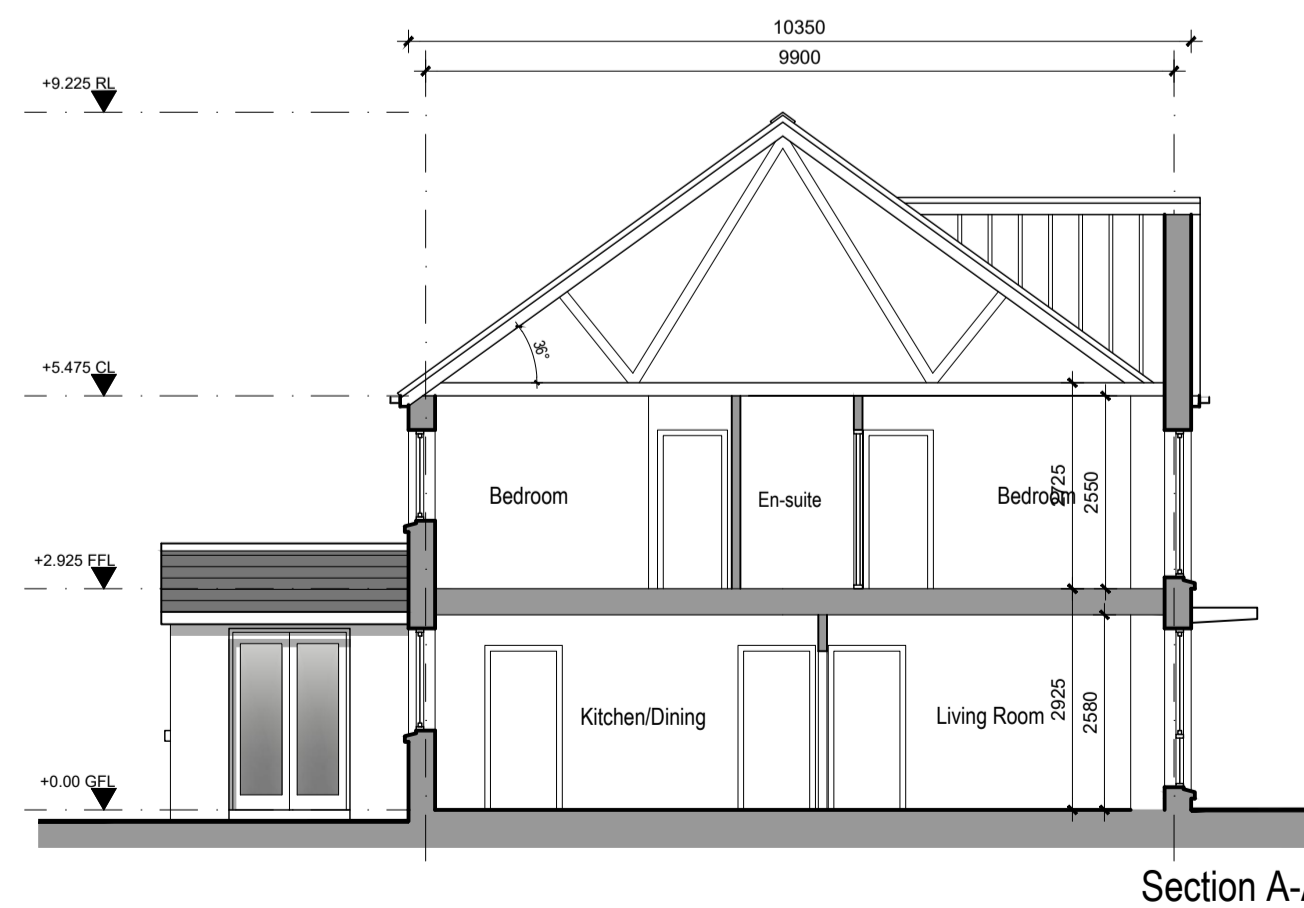 10350
9900
+9.225 RL
36°
+5.475 CL
Bedroom
En-suite
Bedroom
2725
2550
+2.925 FFL
Kitchen/Dining
Living Room
2925
2580
+0.00 GFL
Section A-